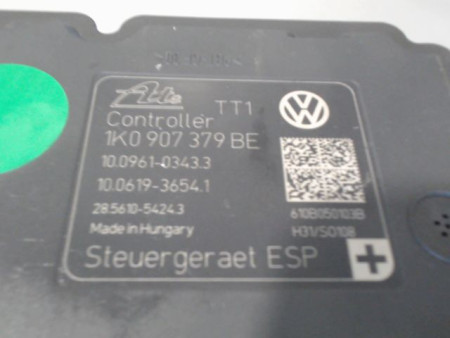 Ate TT1
Controller
1K0 907 379 BE
10.0961-0343.3
10.0619-3654.1
28.5610-5424.3
610B050103B
Made in Hungary
H31/S0108
Steuergeraet ESP